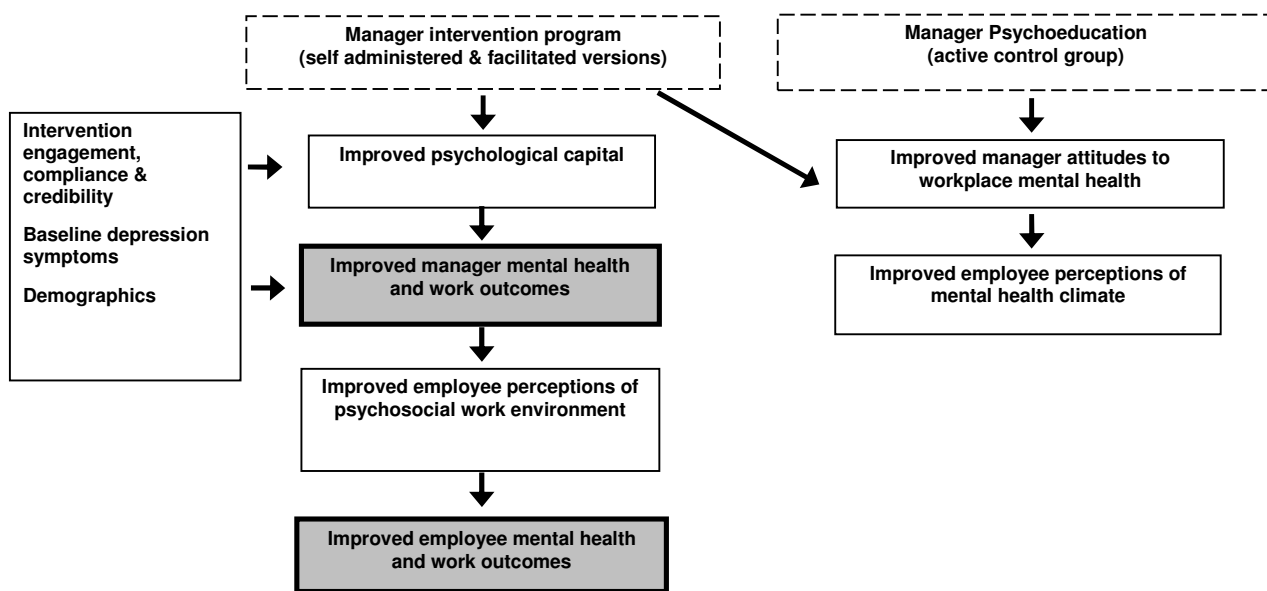 Manager intervention program
(self administered & facilitated versions)
Manager Psychoeducation
(active control group)
Intervention
engagement,
compliance &
credibility
Baseline depression
symptoms
Demographics
Improved psychological capital
Improved manager attitudes to
workplace mental health
Improved manager mental health
and work outcomes
Improved employee perceptions of
mental health climate
Improved employee perceptions of
psychosocial work environment
Improved employee mental health
and work outcomes